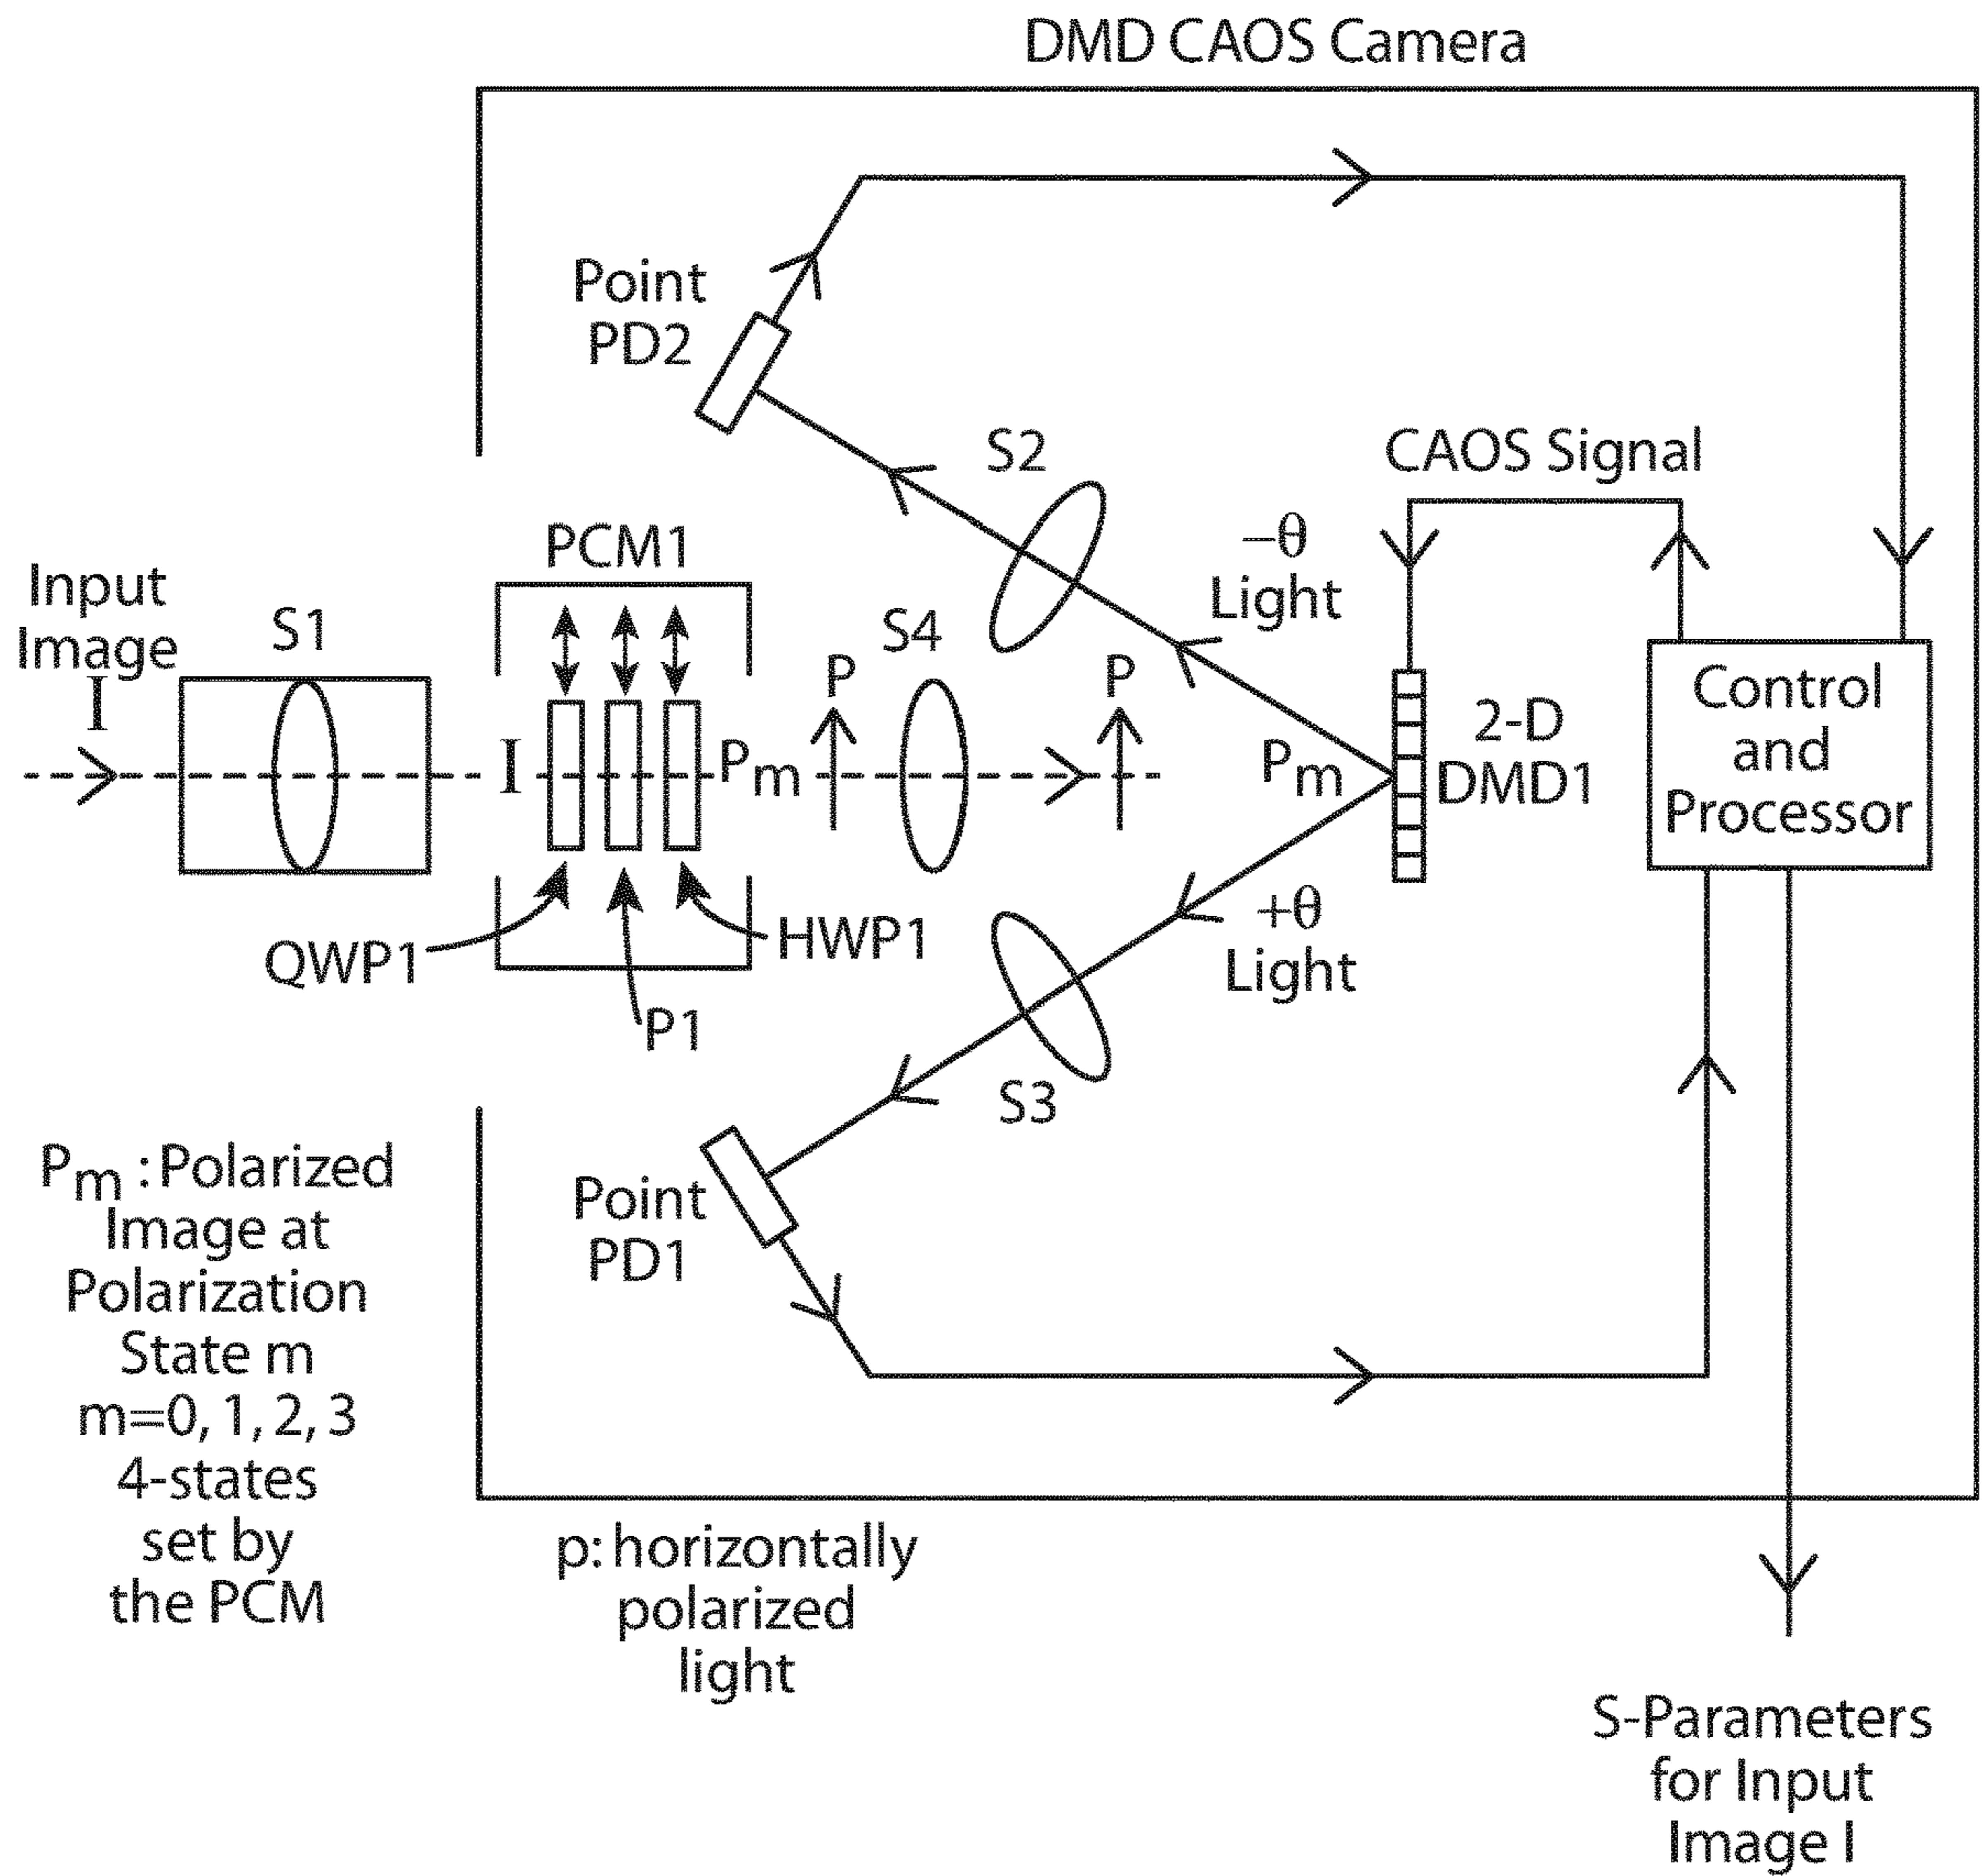 DMD CAOS Camera
Point
PD2
S2
CAOS Signal
−θ
Light
PCM1
Input
Image
I
S1
S4
P
P
Control
and
Processor
2-D
DMD1
I
Pm
Pm
+θ
Light
QWP1
HWP1
P1
S3
Point
PD1
Pm : Polarized
Image at
Polarization
State m
m=0, 1, 2, 3
4-states
set by
the PCM
p: horizontally
polarized
light
S-Parameters
for Input
Image I